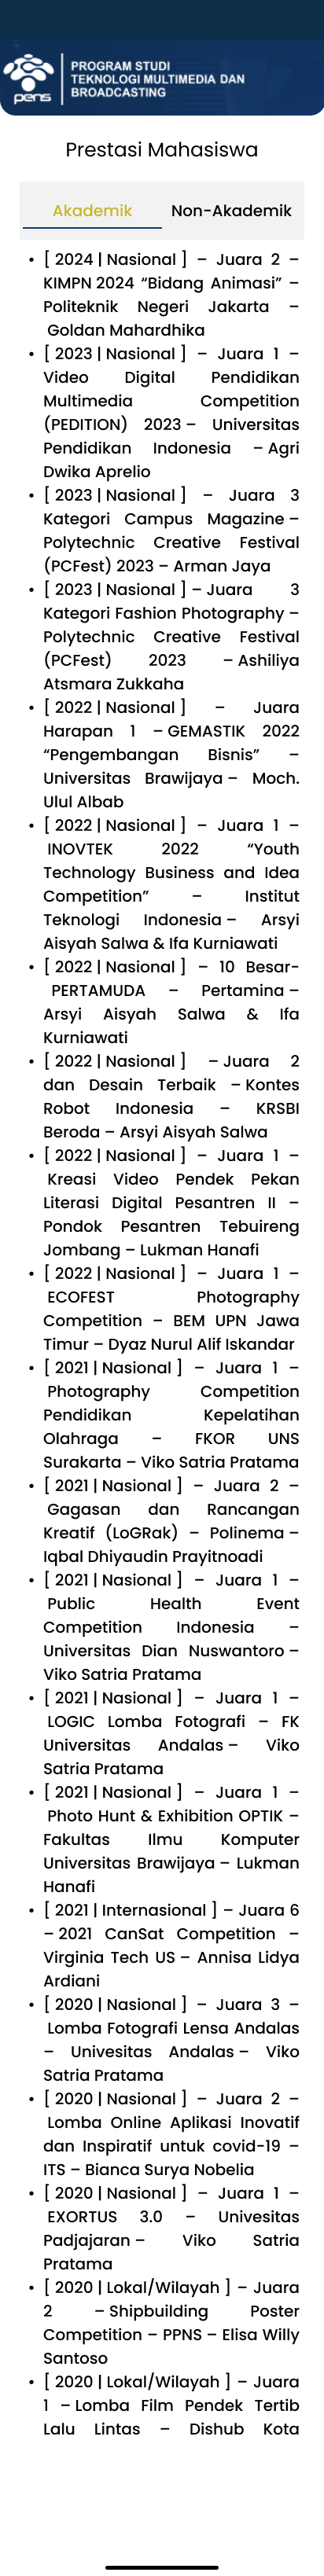 PROGRAM STUDI
TEKNOLOGI MULTIMEDIA DAN
BROADCASTING
pens
Prestasi Mahasiswa
Akademik Non-Akademik
• [ 2024 | Nasional ] – Juara 2 –
KIMPN 2024 “Bidang Animasi” –
Politeknik Negeri Jakarta –
Goldan Mahardhika
• [ 2023 | Nasional ] – Juara 1 –
Video Digital Pendidikan
Multimedia Competition
(PEDITION) 2023 – Universitas
Pendidikan Indonesia – Agri
Dwika Aprelio
• [ 2023 | Nasional ] – Juara 3
Kategori Campus Magazine –
Polytechnic Creative Festival
(PCFest) 2023 – Arman Jaya
• [ 2023 | Nasional ] – Juara 3
Kategori Fashion Photography –
Polytechnic Creative Festival
(PCFest) 2023 – Ashiliya
Atsmara Zukkaha
• [ 2022 | Nasional ] – Juara
Harapan 1 – GEMASTIK 2022
“Pengembangan Bisnis” –
Universitas Brawijaya – Moch.
Ulul Albab
• [ 2022 | Nasional ] – Juara 1 –
INOVTEK 2022 “Youth
Technology Business and Idea
Competition” – Institut
Teknologi Indonesia – Arsyi
Aisyah Salwa & Ifa Kurniawati
• [ 2022 | Nasional ] – 10 Besar-
PERTAMUDA – Pertamina –
Arsyi Aisyah Salwa & Ifa
Kurniawati
• [ 2022 | Nasional ] – Juara 2
dan Desain Terbaik – Kontes
Robot Indonesia – KRSBI
Beroda – Arsyi Aisyah Salwa
• [ 2022 | Nasional ] – Juara 1 –
Kreasi Video Pendek Pekan
Literasi Digital Pesantren II –
Pondok Pesantren Tebuireng
Jombang – Lukman Hanafi
• [ 2022 | Nasional ] – Juara 1 –
ECOFEST Photography
Competition – BEM UPN Jawa
Timur – Dyaz Nurul Alif Iskandar
• [ 2021 | Nasional ] – Juara 1 –
Photography Competition
Pendidikan Kepelatihan
Olahraga – FKOR UNS
Surakarta – Viko Satria Pratama
• [ 2021 | Nasional ] – Juara 2 –
Gagasan dan Rancangan
Kreatif (LoGRak) – Polinema –
Iqbal Dhiyaudin Prayitnoadi
• [ 2021 | Nasional ] – Juara 1 –
Public Health Event
Competition Indonesia –
Universitas Dian Nuswantoro –
Viko Satria Pratama
• [ 2021 | Nasional ] – Juara 1 –
LOGIC Lomba Fotografi – FK
Universitas Andalas – Viko
Satria Pratama
• [ 2021 | Nasional ] – Juara 1 –
Photo Hunt & Exhibition OPTIK –
Fakultas Ilmu Komputer
Universitas Brawijaya – Lukman
Hanafi
• [ 2021 | Internasional ] – Juara 6
– 2021 CanSat Competition –
Virginia Tech US – Annisa Lidya
Ardiani
• [ 2020 | Nasional ] – Juara 3 –
Lomba Fotografi Lensa Andalas
– Univesitas Andalas – Viko
Satria Pratama
• [ 2020 | Nasional ] – Juara 2 –
Lomba Online Aplikasi Inovatif
dan Inspiratif untuk covid-19 –
ITS – Bianca Surya Nobelia
• [ 2020 | Nasional ] – Juara 1 –
EXORTUS 3.0 – Univesitas
Padjajaran – Viko Satria
Pratama
• [ 2020 | Lokal/Wilayah ] – Juara
2 – Shipbuilding Poster
Competition – PPNS – Elisa Willy
Santoso
• [ 2020 | Lokal/Wilayah ] – Juara
1 – Lomba Film Pendek Tertib
Lalu Lintas – Dishub Kota